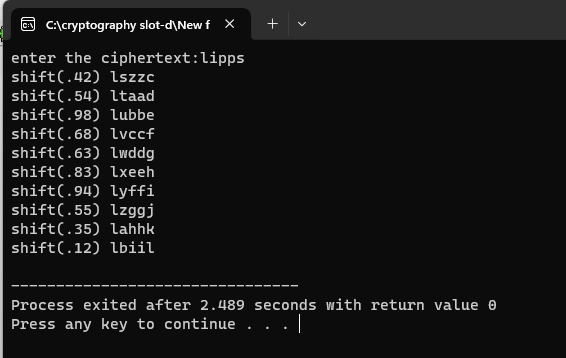 C:\cryptography slot-d\New f
enter the ciphertext:lipps
shift(.42) lszzc
shift(.54) ltaad
shift(.98) lubbe
shift(.68) lvccf
shift(.63) lwddg
shift(.83) lxeeh
shift(.94) lyffi
shift(.55) lzggj
shift(.35) lahhk
shift(.12) lbiil
--------------------------------
Process exited after 2.489 seconds with return value 0
Press any key to continue . . .